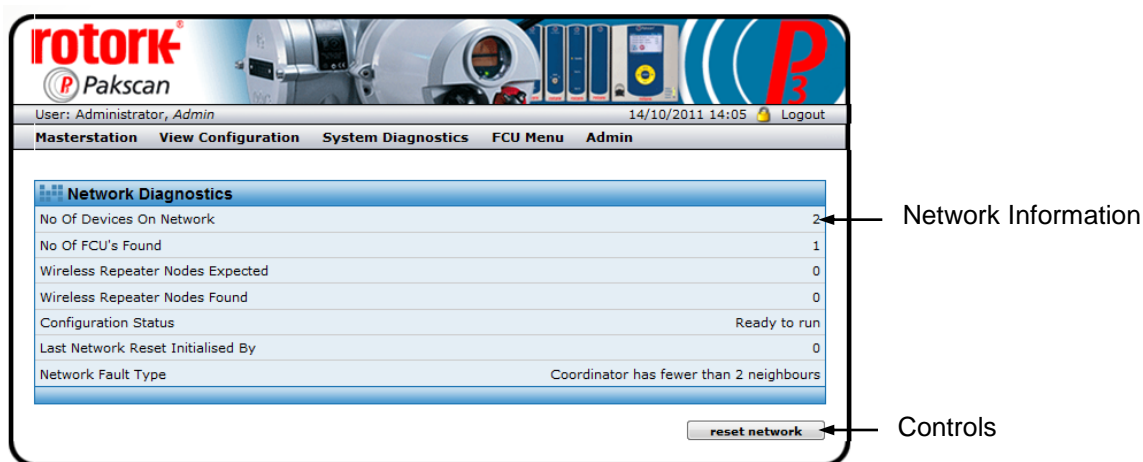 rotork®
P Pakscan
P3
User: Administrator, Admin 14/10/2011 14:05 Logout
Masterstation View Configuration System Diagnostics FCU Menu Admin
Network Diagnostics
No Of Devices On Network 2
No Of FCU's Found 1
Wireless Repeater Nodes Expected 0
Wireless Repeater Nodes Found 0
Configuration Status Ready to run
Last Network Reset Initialised By 0
Network Fault Type Coordinator has fewer than 2 neighbours
reset network
Network Information
Controls